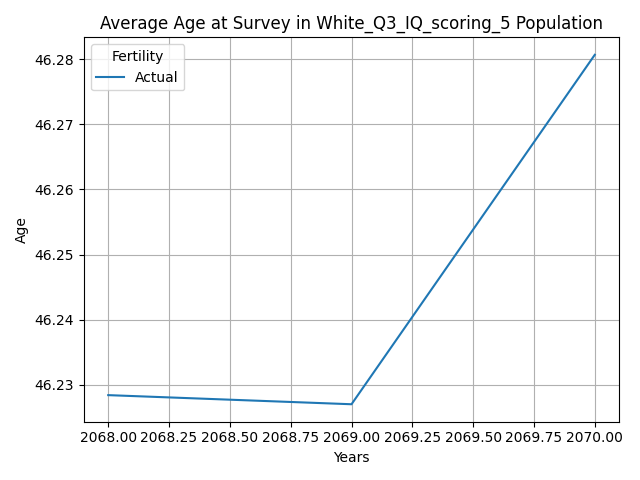 Average Age at Survey in White_Q3_IQ_scoring_5 Population
Fertility
Actual
46.28
46.27
46.26
46.25
46.24
46.23
Age
2068.00 2068.25 2068.50 2068.75 2069.00 2069.25 2069.50 2069.75 2070.00
Years